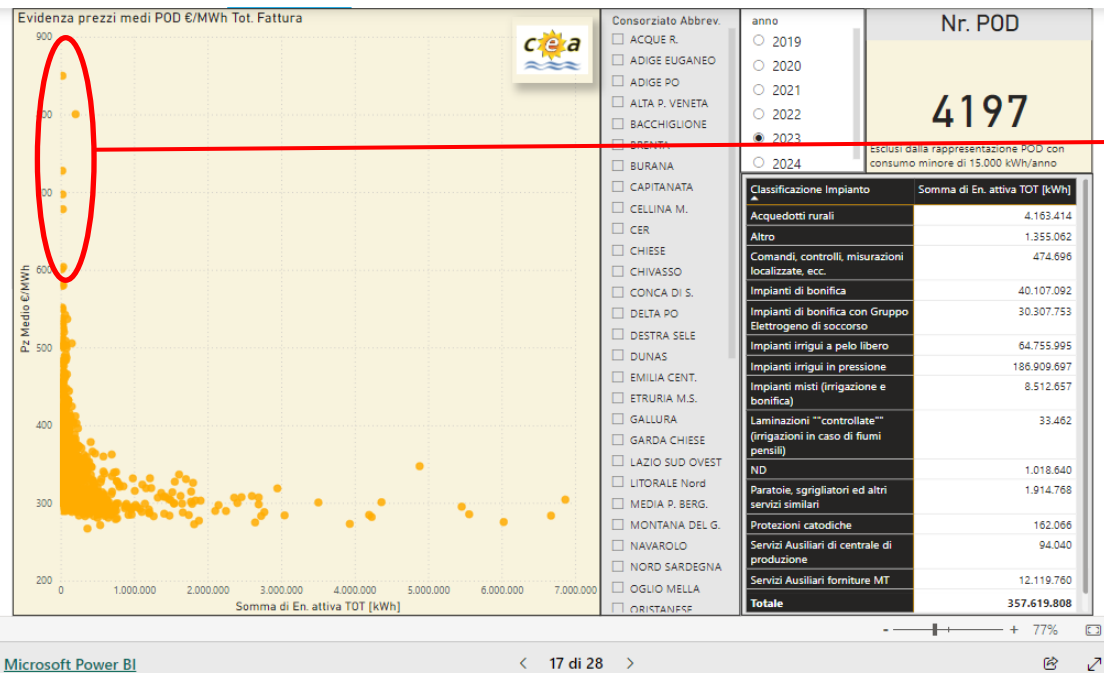 Evidenza prezzi medi POD €/MWh Tot. Fattura
cea
900
00
00
600
500
400
300
200
Pz Medio €/MWh
0
1.000.000
2.000.000
3.000.000
4.000.000
5.000.000
6.000.000
7.000.000
Somma di En. attiva TOT [kWh]
Consorziato Abbrev.
ACQUE R.
ADIGE EUGANEO
ADIGE PO
ALTA P. VENETA
BACCHIGLIONE
BRENTA
BURANA
CAPITANATA
CELLINA M.
CER
CHIESE
CHIVASSO
CONCA DI S.
DELTA PO
DESTRA SELE
DUNAS
EMILIA CENT.
ETRURIA M.S.
GALLURA
GARDA CHIESE
LAZIO SUD OVEST
LITORALE Nord
MEDIA P. BERG.
MONTANA DEL G.
NAVAROLO
NORD SARDEGNA
OGLIO MELLA
ORISTANESE
anno
2019
2020
2021
2022
2023
2024
Nr. POD
4197
Esclusi dalla rappresentazione POD con
consumo minore di 15.000 kWh/anno
Classificazione Impianto Somma di En. attiva TOT [kWh]
Acquedotti rurali 4.163.414
Altro 1.355.062
Comandi, controlli, misurazioni 474.696
localizzate, ecc.
Impianti di bonifica 40.107.092
Impianti di bonifica con Gruppo 30.307.753
Elettrogeno di soccorso
Impianti irrigui a pelo libero 64.755.995
Impianti irrigui in pressione 186.909.697
Impianti misti (irrigazione e 8.512.657
bonifica)
Laminazioni ""controllate"" 33.462
(irrigazioni in caso di fiumi
pensili)
ND 1.018.640
Paratoie, sgrigliatori ed altri 1.914.768
servizi similari
Protezioni catodiche 162.066
Servizi Ausiliari di centrale di 94.040
produzione
Servizi Ausiliari forniture MT 12.119.760
Totale 357.619.808
- + 77%
Microsoft Power BI
< 17 di 28 >